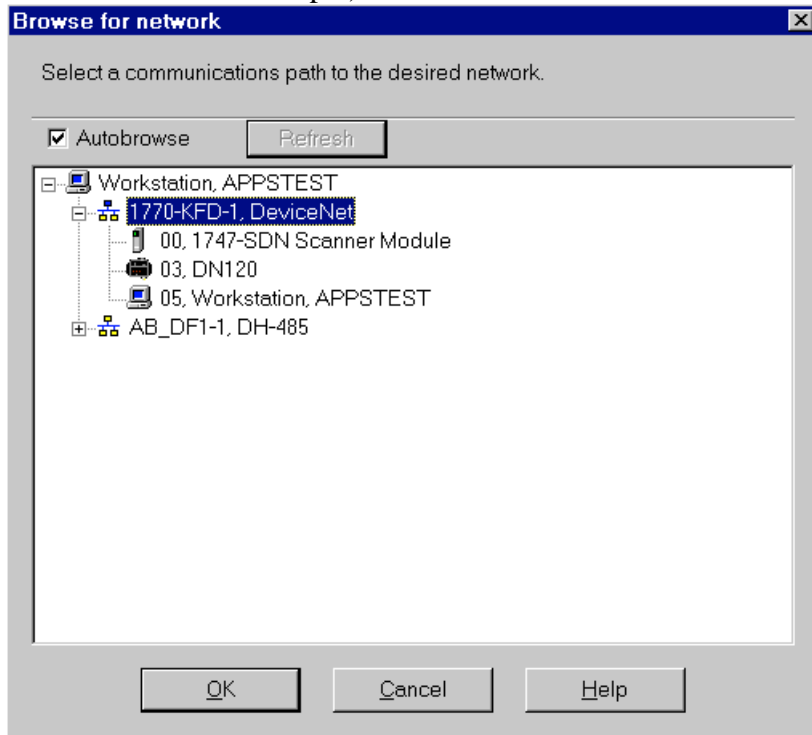 Browse for network
Select a communications path to the desired network.
Autobrowse Refresh
Workstation, APPSTEST
1770-KFD-1, DeviceNet
00, 1747-SDN Scanner Module
03, DN120
05, Workstation, APPSTEST
AB_DF1-1, DH-485
OK Cancel Help